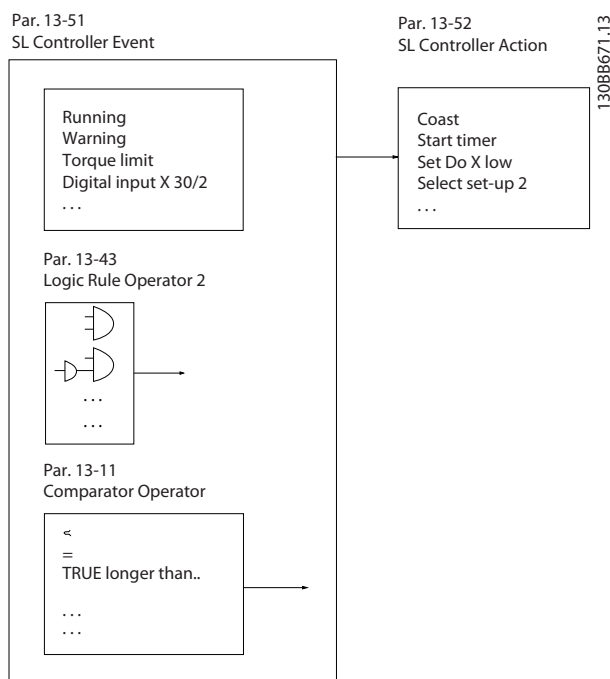 Par. 13-51
SL Controller Event
Par. 13-52
SL Controller Action
130BB671.13
Running
Warning
Torque limit
Digital input X 30/2
. . .
Coast
Start timer
Set Do X low
Select set-up 2
. . .
Par. 13-43
Logic Rule Operator 2
. . .
. . .
Par. 13-11
Comparator Operator
<
=
TRUE longer than..
. . .
. . .